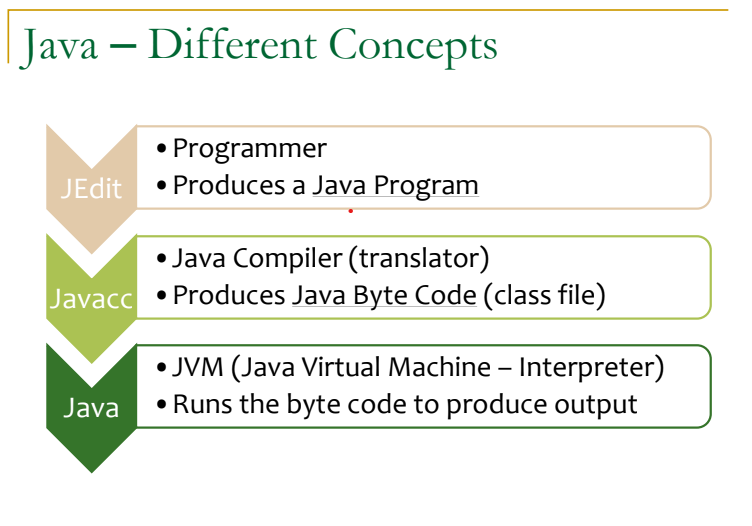 Java – Different Concepts
JEdit
• Programmer
• Produces a Java Program
Javacc
• Java Compiler (translator)
• Produces Java Byte Code (class file)
Java
• JVM (Java Virtual Machine – Interpreter)
• Runs the byte code to produce output